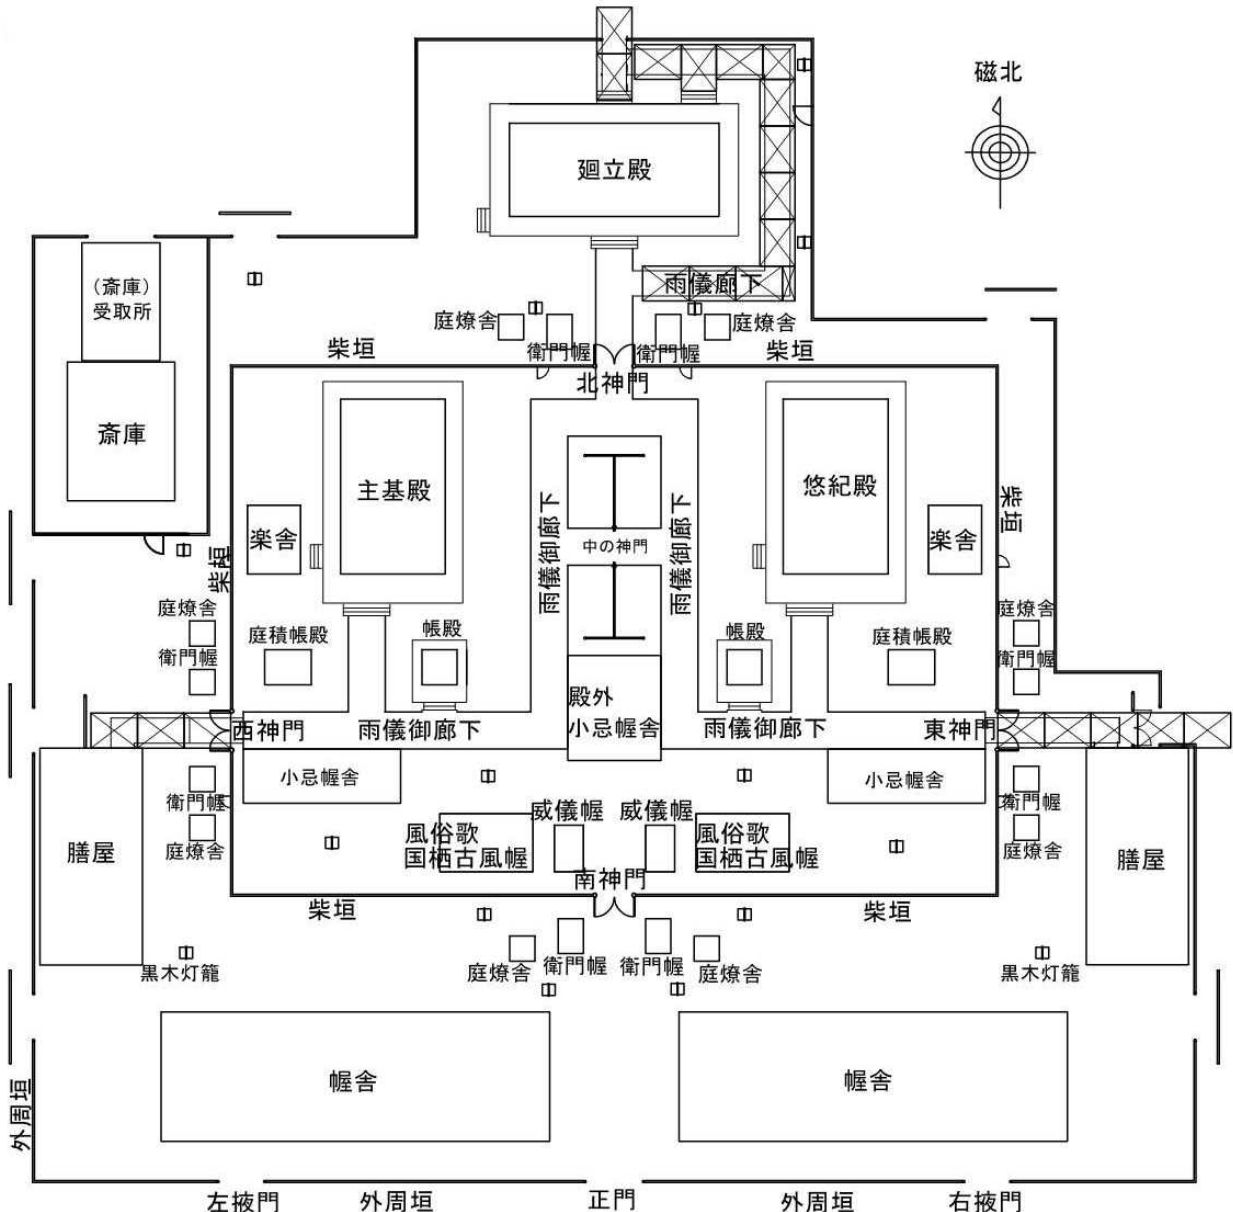 磁北
廻立殿
(斎庫)
受取所
雨儀廊下
庭燎舎
庭燎舎
柴垣
衛門幄
衛門幄
柴垣
北神門
斎庫
主基殿
悠紀殿
柴垣
楽舎
雨儀御廊下
中の神門
雨儀御廊下
楽舎
柴垣
庭燎舎
庭積帳殿
帳殿
帳殿
庭積帳殿
庭燎舎
衛門幄
衛門幄
殿外
小忌幄舎
西神門
雨儀御廊下
雨儀御廊下
東神門
小忌幄舎
小忌幄舎
衛門幄
衛門幄
威儀幄
威儀幄
風俗歌
国栖古風幄
風俗歌
国栖古風幄
膳屋
庭燎舎
庭燎舎
膳屋
南神門
柴垣
柴垣
黒木灯籠
庭燎舎
衛門幄
衛門幄
庭燎舎
黒木灯籠
幄舎
幄舎
外周垣
左掖門
外周垣
正門
外周垣
右掖門